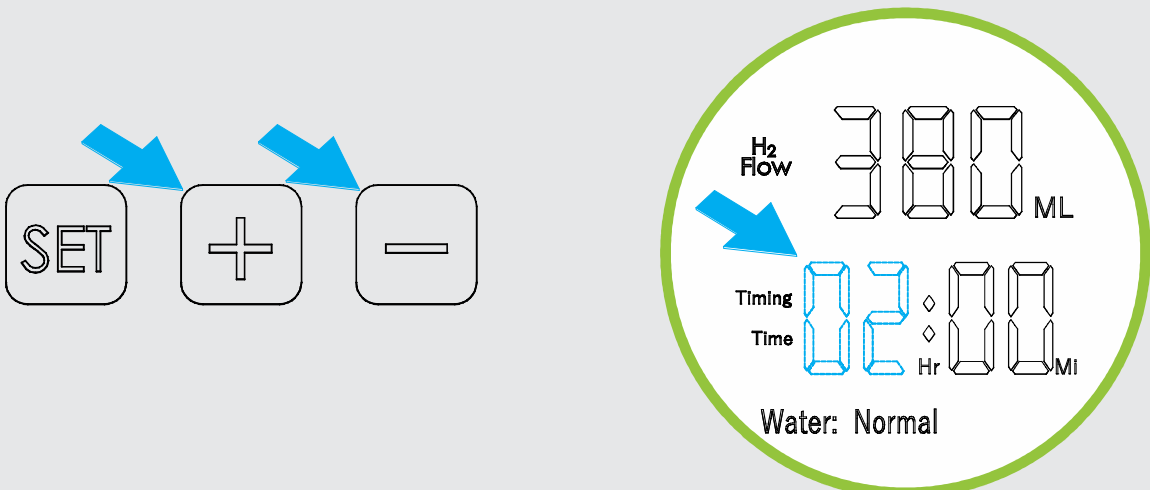 SET + −
H₂
Flow
380 ML
Timing
Time
02:00
Hr Mi
Water: Normal